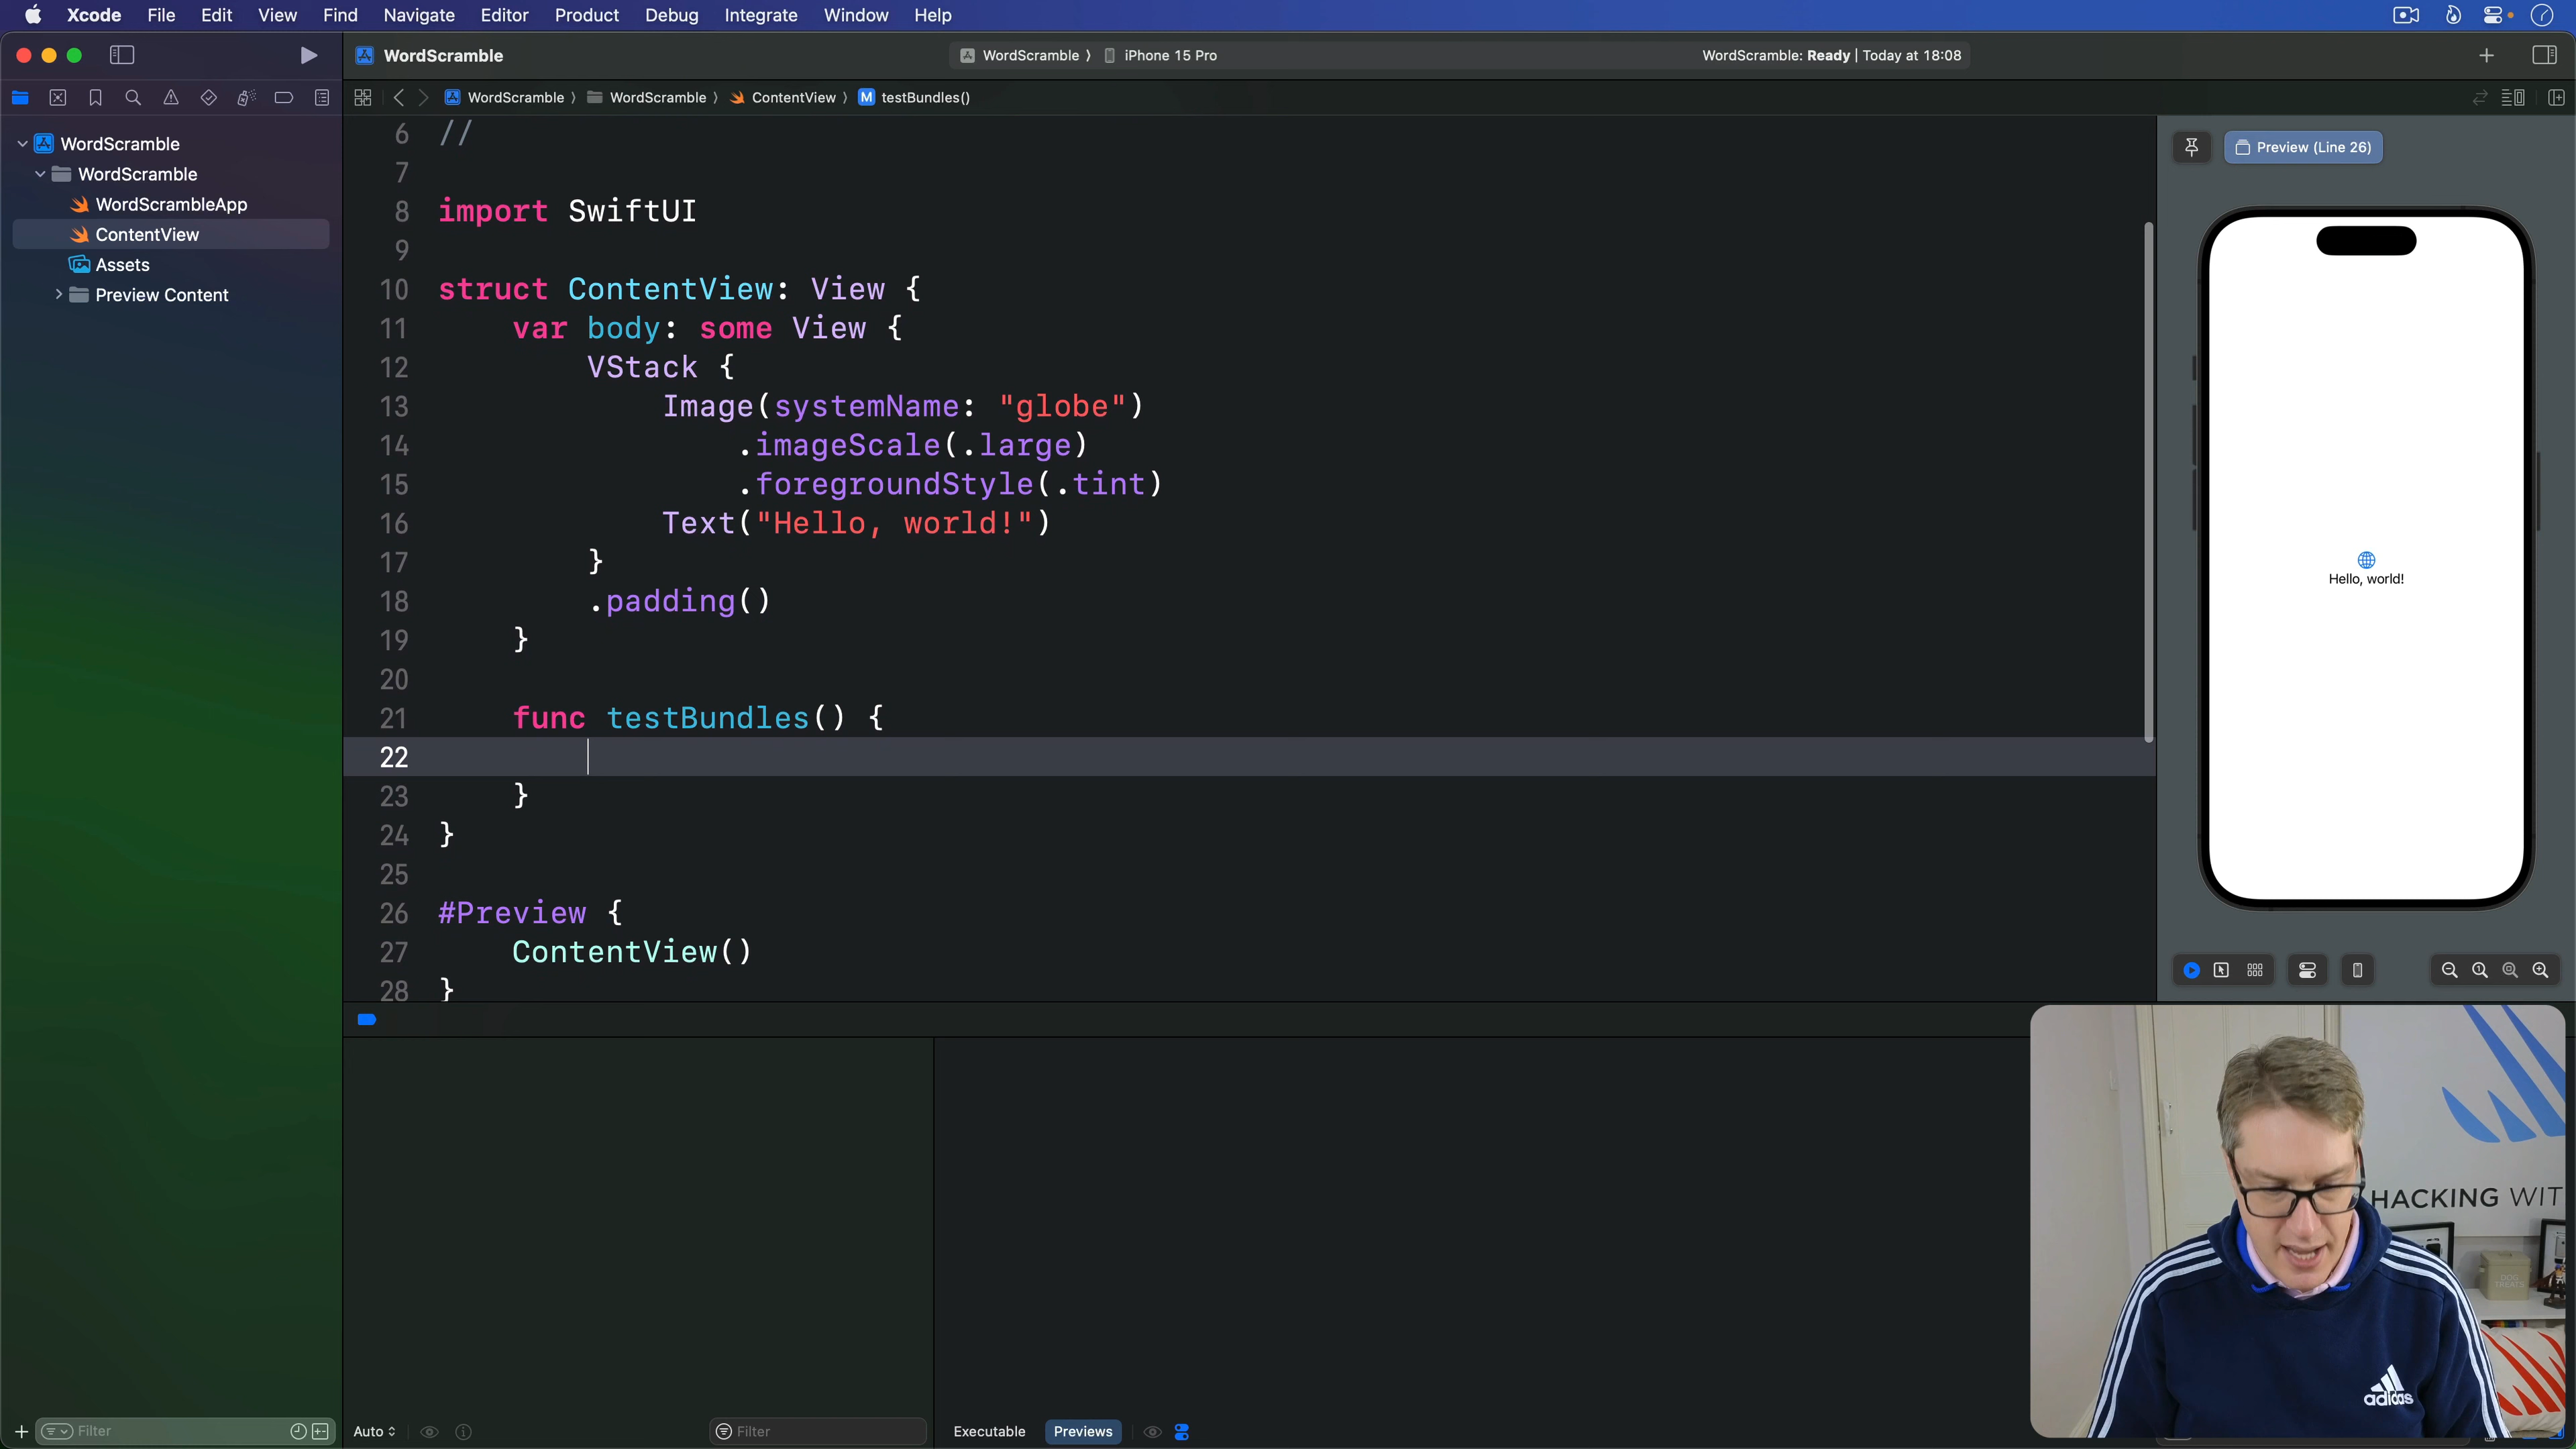 Xcode File Edit View Find Navigate Editor Product Debug Integrate Window Help
WordScramble
WordScramble ⟩ iPhone 15 Pro
WordScramble: Ready | Today at 18:08
WordScramble ⟩ WordScramble ⟩ ContentView ⟩ M testBundles()
WordScramble
WordScramble
WordScrambleApp
ContentView
Assets
Preview Content
6 //
7
8 import SwiftUI
9
10 struct ContentView: View {
11 var body: some View {
12 VStack {
13 Image(systemName: "globe")
14 .imageScale(.large)
15 .foregroundStyle(.tint)
16 Text("Hello, world!")
17 }
18 .padding()
19 }
20
21 func testBundles() {
22
23 }
24 }
25
26 #Preview {
27 ContentView()
28 }
Preview (Line 26)
Hello, world!
HACKING WIT
DOG
TREATS
adidas
Filter
Auto
Filter
Executable Previews